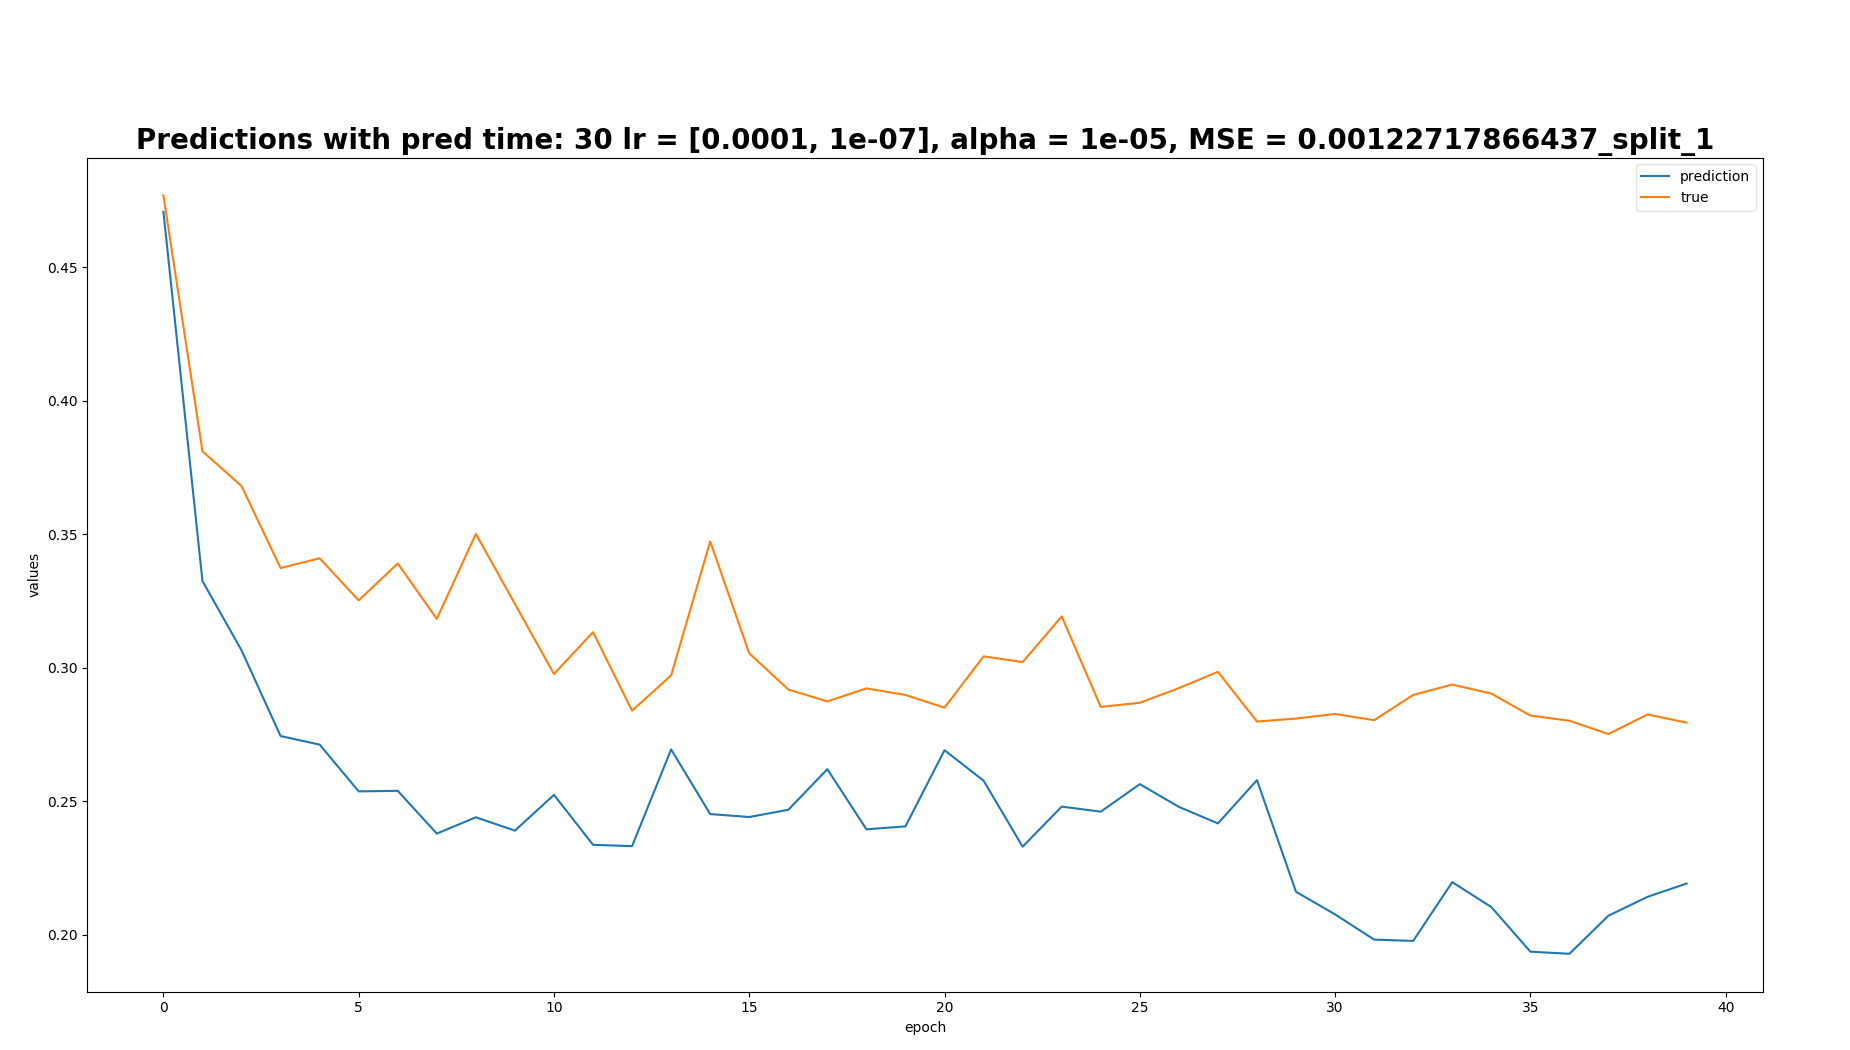 Predictions with pred time: 30 lr = [0.0001, 1e-07], alpha = 1e-05, MSE = 0.00122717866437_split_1
prediction
true
0.45
0.40
0.35
0.30
0.25
0.20
values
0 5 10 15 20 25 30 35 40
epoch